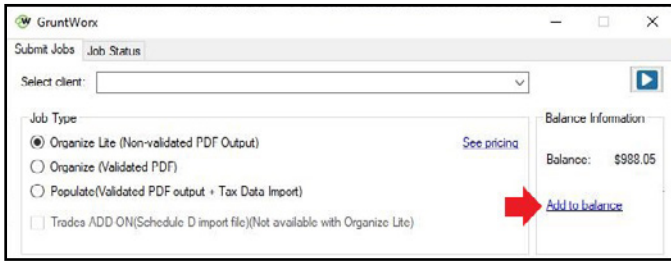 GruntWorx
Submit Jobs Job Status
Select client:
Job Type
Organize Lite (Non-validated PDF Output) See pricing
Organize (Validated PDF)
Populate(Validated PDF output + Tax Data Import)
Trades ADD ON(Schedule D import file)(Not available with Organize Lite)
Balance Information
Balance: $988.05
Add to balance